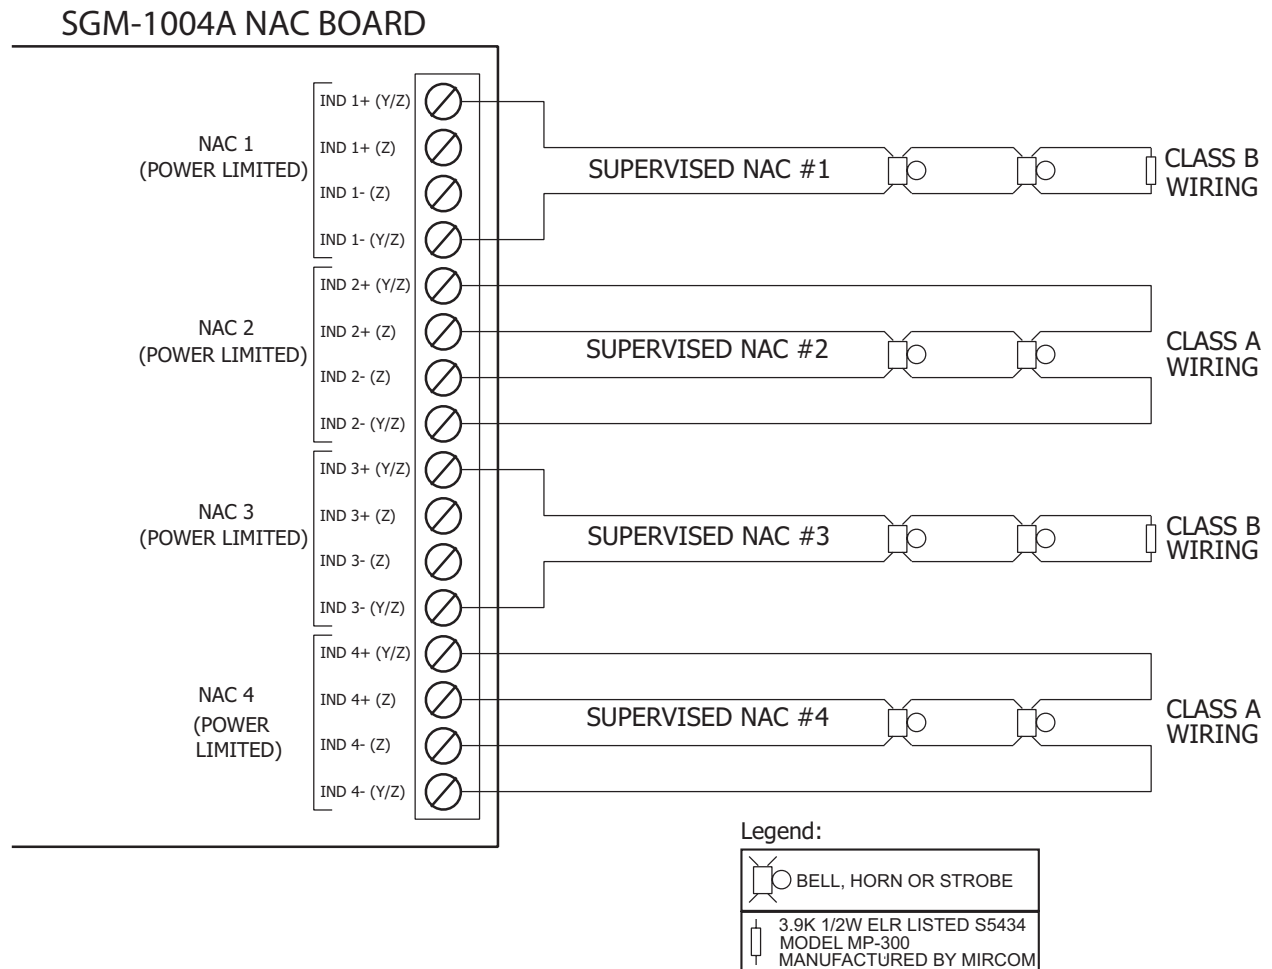 SGM-1004A NAC BOARD
NAC 1
(POWER LIMITED)
IND 1+ (Y/Z)
IND 1+ (Z)
IND 1- (Z)
IND 1- (Y/Z)
SUPERVISED NAC #1
CLASS B
WIRING
NAC 2
(POWER LIMITED)
IND 2+ (Y/Z)
IND 2+ (Z)
IND 2- (Z)
IND 2- (Y/Z)
SUPERVISED NAC #2
CLASS A
WIRING
NAC 3
(POWER LIMITED)
IND 3+ (Y/Z)
IND 3+ (Z)
IND 3- (Z)
IND 3- (Y/Z)
SUPERVISED NAC #3
CLASS B
WIRING
NAC 4
(POWER
LIMITED)
IND 4+ (Y/Z)
IND 4+ (Z)
IND 4- (Z)
IND 4- (Y/Z)
SUPERVISED NAC #4
CLASS A
WIRING
Legend:
BELL, HORN OR STROBE
3.9K 1/2W ELR LISTED S5434
MODEL MP-300
MANUFACTURED BY MIRCOM